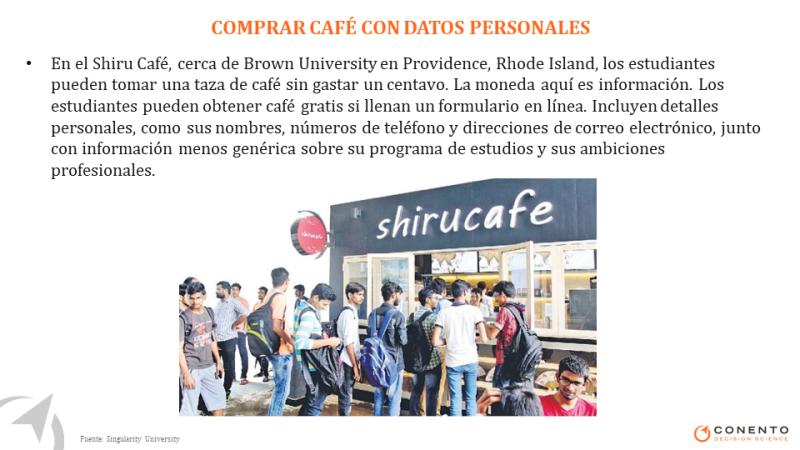 COMPRAR CAFÉ CON DATOS PERSONALES
• En el Shiru Café, cerca de Brown University en Providence, Rhode Island, los estudiantes
pueden tomar una taza de café sin gastar un centavo. La moneda aquí es información. Los
estudiantes pueden obtener café gratis si llenan un formulario en línea. Incluyen detalles
personales, como sus nombres, números de teléfono y direcciones de correo electrónico, junto
con información menos genérica sobre su programa de estudios y sus ambiciones
profesionales.
shirucafe
shirucafe
Fuente: Singularity University
CONENTO
DECISION SCIENCE